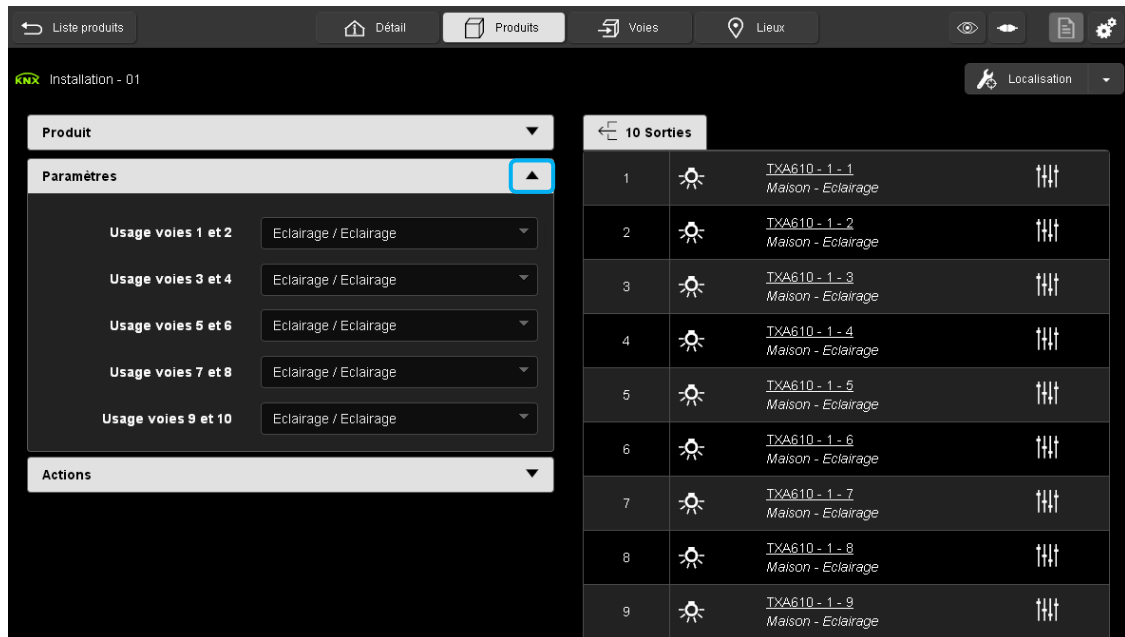 Liste produits
Détail
Produits
Voies
Lieux
KNX Installation - 01
Localisation
Produit
Paramètres
Usage voies 1 et 2
Eclairage / Eclairage
Usage voies 3 et 4
Eclairage / Eclairage
Usage voies 5 et 6
Eclairage / Eclairage
Usage voies 7 et 8
Eclairage / Eclairage
Usage voies 9 et 10
Eclairage / Eclairage
Actions
10 Sorties
1
TXA610 - 1 - 1
Maison - Eclairage
2
TXA610 - 1 - 2
Maison - Eclairage
3
TXA610 - 1 - 3
Maison - Eclairage
4
TXA610 - 1 - 4
Maison - Eclairage
5
TXA610 - 1 - 5
Maison - Eclairage
6
TXA610 - 1 - 6
Maison - Eclairage
7
TXA610 - 1 - 7
Maison - Eclairage
8
TXA610 - 1 - 8
Maison - Eclairage
9
TXA610 - 1 - 9
Maison - Eclairage